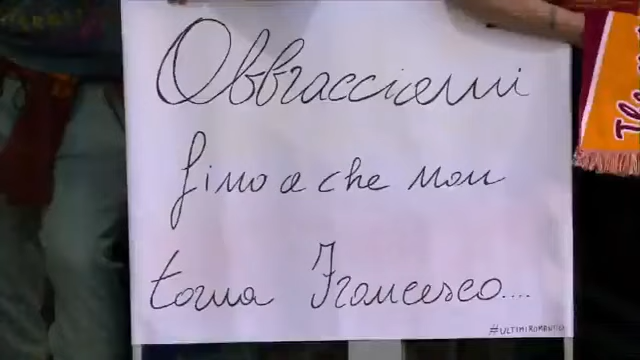 Obbracciami
fino a che non
torna Francesco....
#ULTIMIROMANTICI